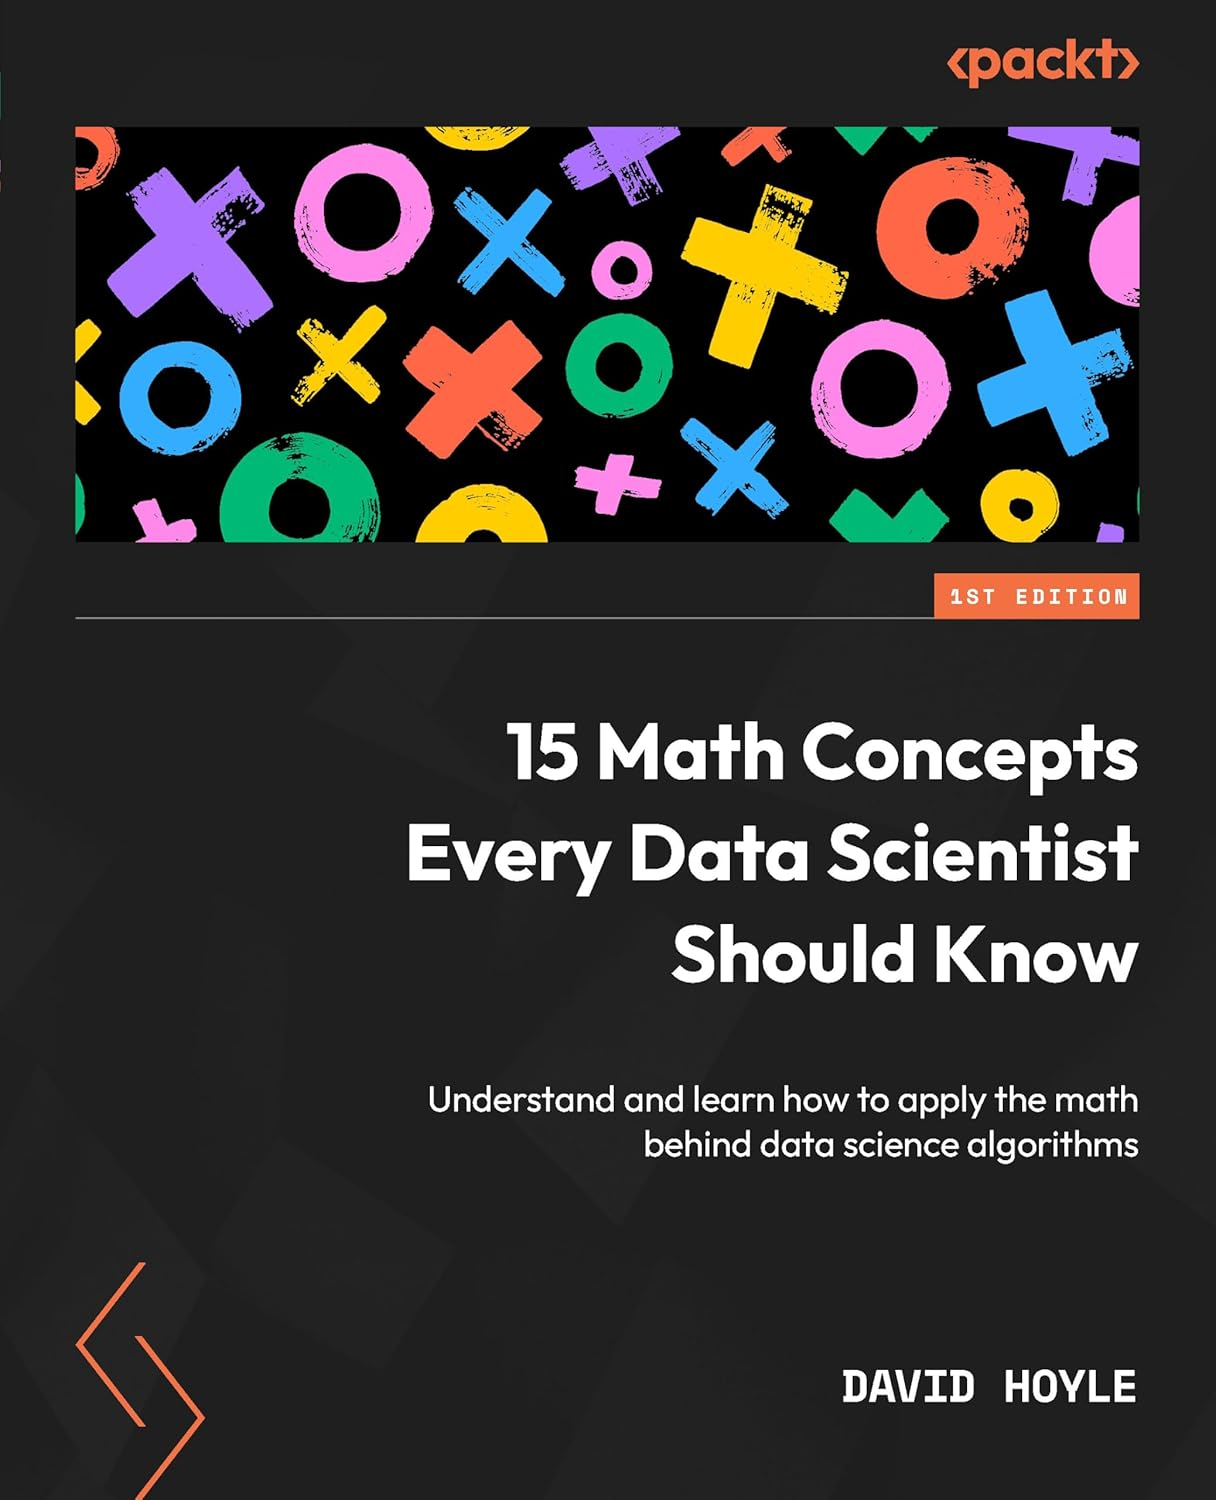 <packt>
1ST EDITION
15 Math Concepts
Every Data Scientist
Should Know
Understand and learn how to apply the math
behind data science algorithms
DAVID HOYLE